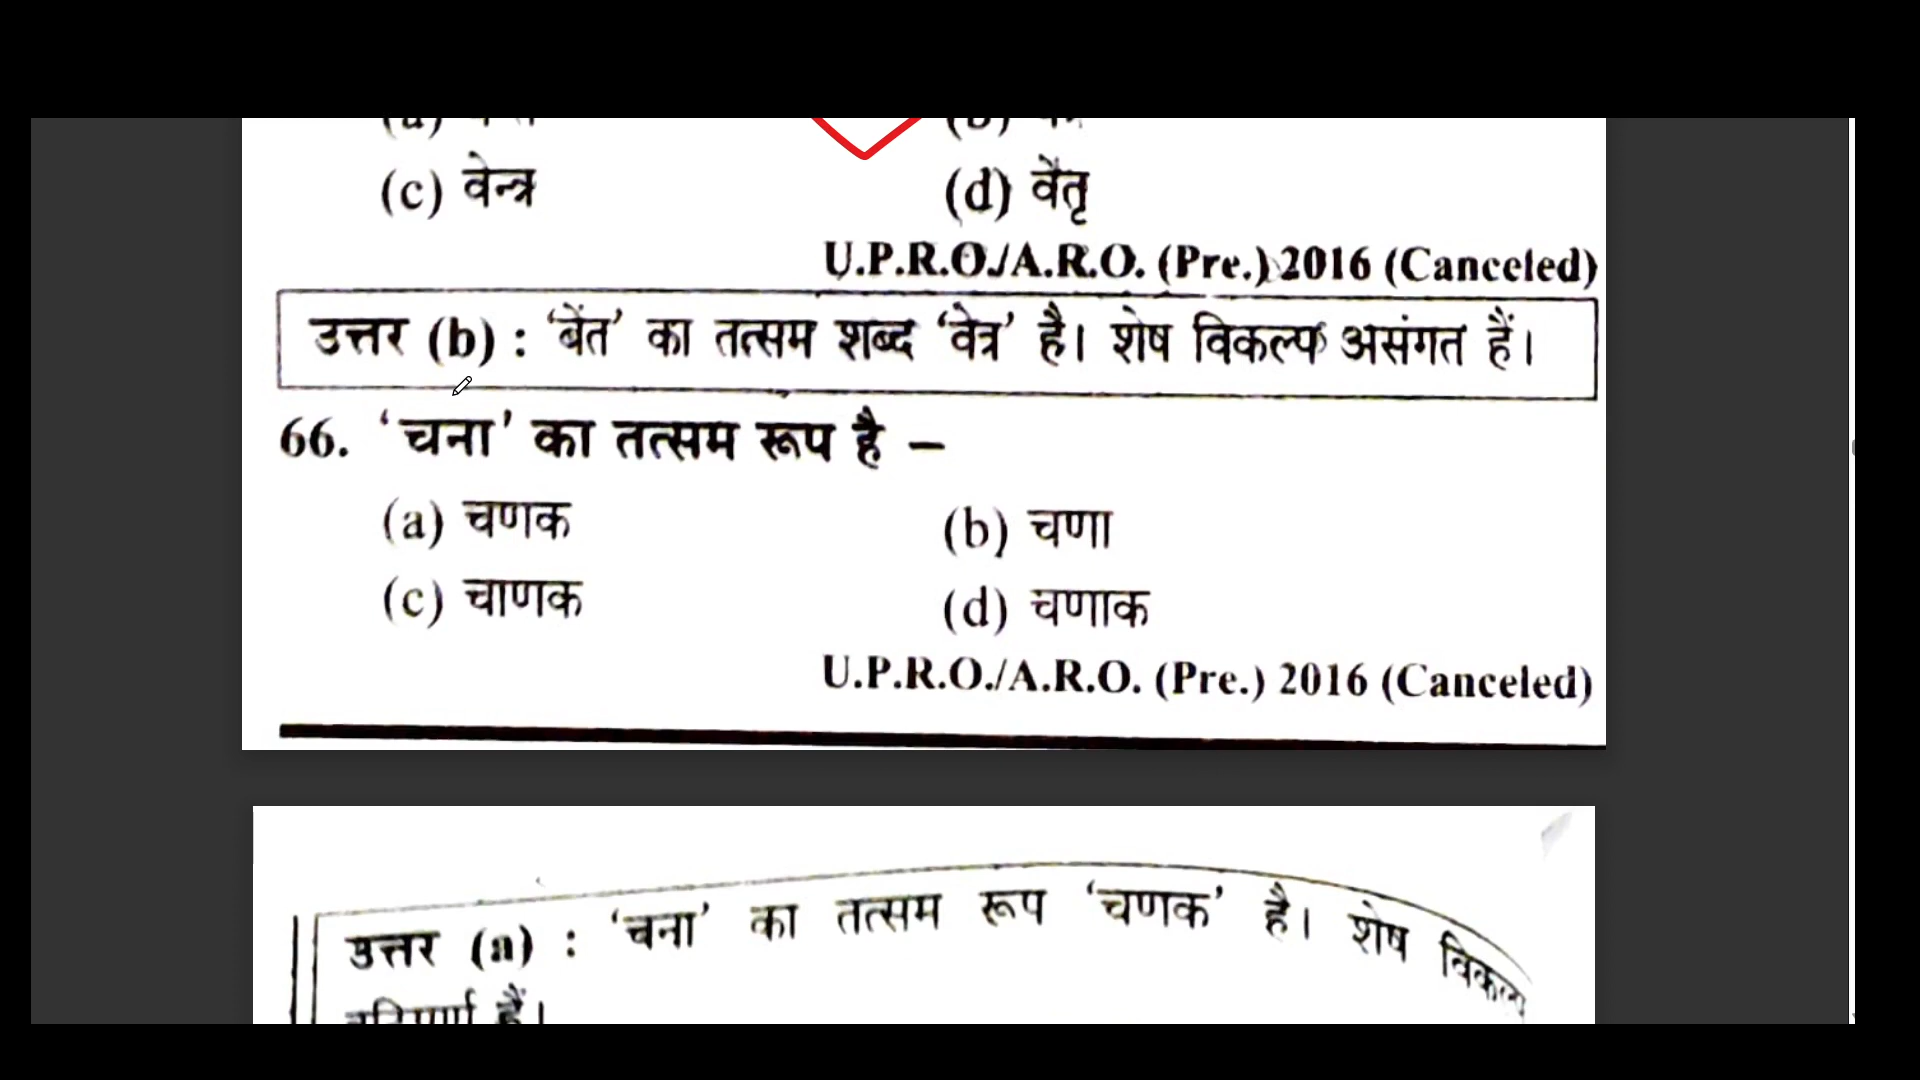 (c) वेन्त्र (d) वेंतृ
U.P.R.O./A.R.O. (Pre.) 2016 (Canceled)
उत्तर (b) : ‘बेंत’ का तत्सम शब्द ‘वेत्र’ है। शेष विकल्प असंगत हैं।
66. ‘चना’ का तत्सम रूप है –
(a) चणक (b) चणा
(c) चाणक (d) चणाक
U.P.R.O./A.R.O. (Pre.) 2016 (Canceled)
उत्तर (a) : ‘चना’ का तत्सम रूप ‘चणक’ है। शेष विकल्प
हैं।